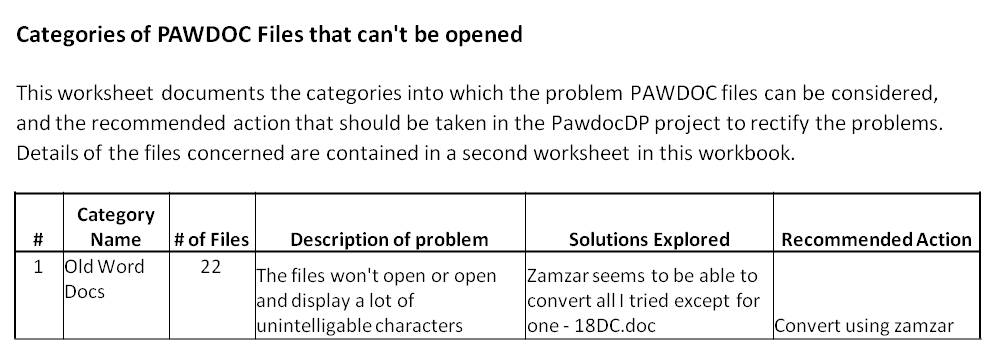 Categories of PAWDOC Files that can't be opened
This worksheet documents the categories into which the problem PAWDOC files can be considered,
and the recommended action that should be taken in the PawdocDP project to rectify the problems.
Details of the files concerned are contained in a second worksheet in this workbook.
# Category Name # of Files Description of problem Solutions Explored Recommended Action
1 Old Word Docs 22 The files won't open or open and display a lot of unintelligable characters Zamzar seems to be able to convert all I tried except for one - 18DC.doc Convert using zamzar